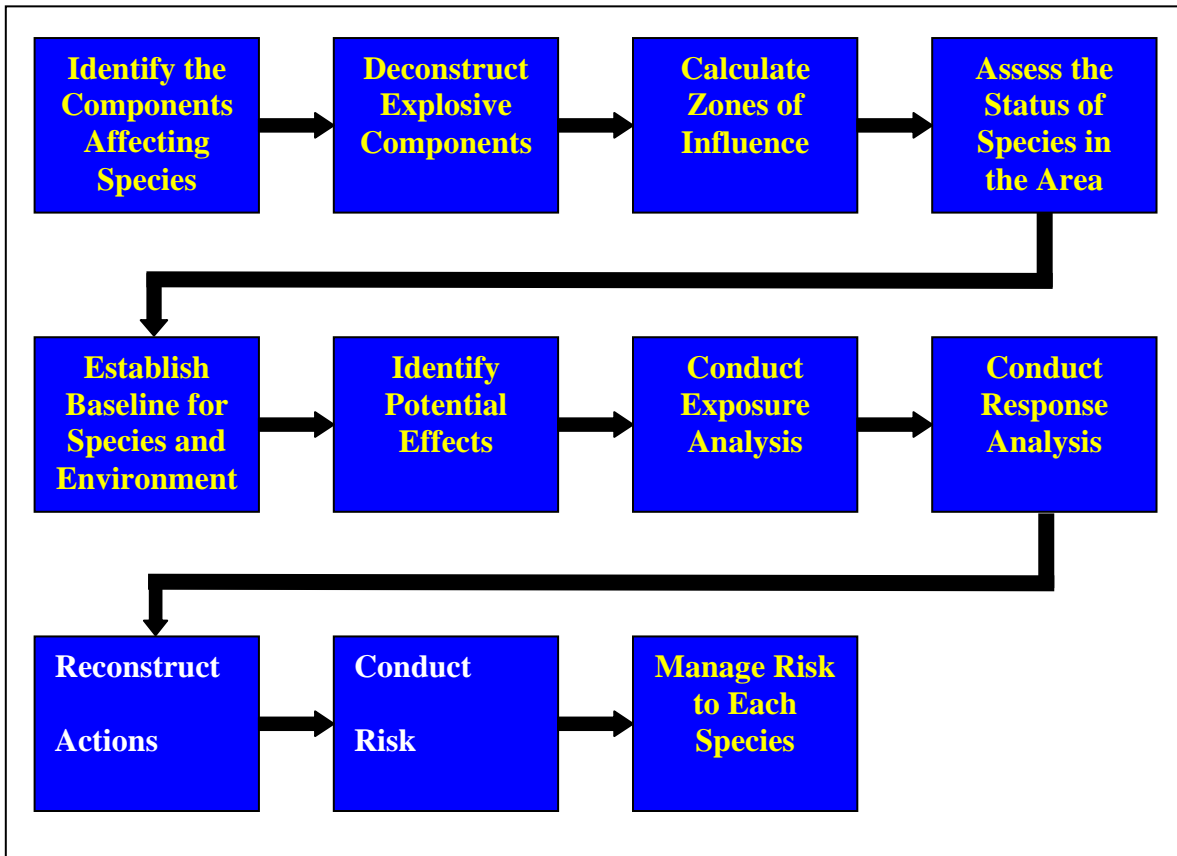 Identify the
Components
Affecting
Species
Deconstruct
Explosive
Components
Calculate
Zones of
Influence
Assess the
Status of
Species in
the Area
Establish
Baseline for
Species and
Environment
Identify
Potential
Effects
Conduct
Exposure
Analysis
Conduct
Response
Analysis
Reconstruct
Actions
Conduct
Risk
Manage Risk
to Each
Species